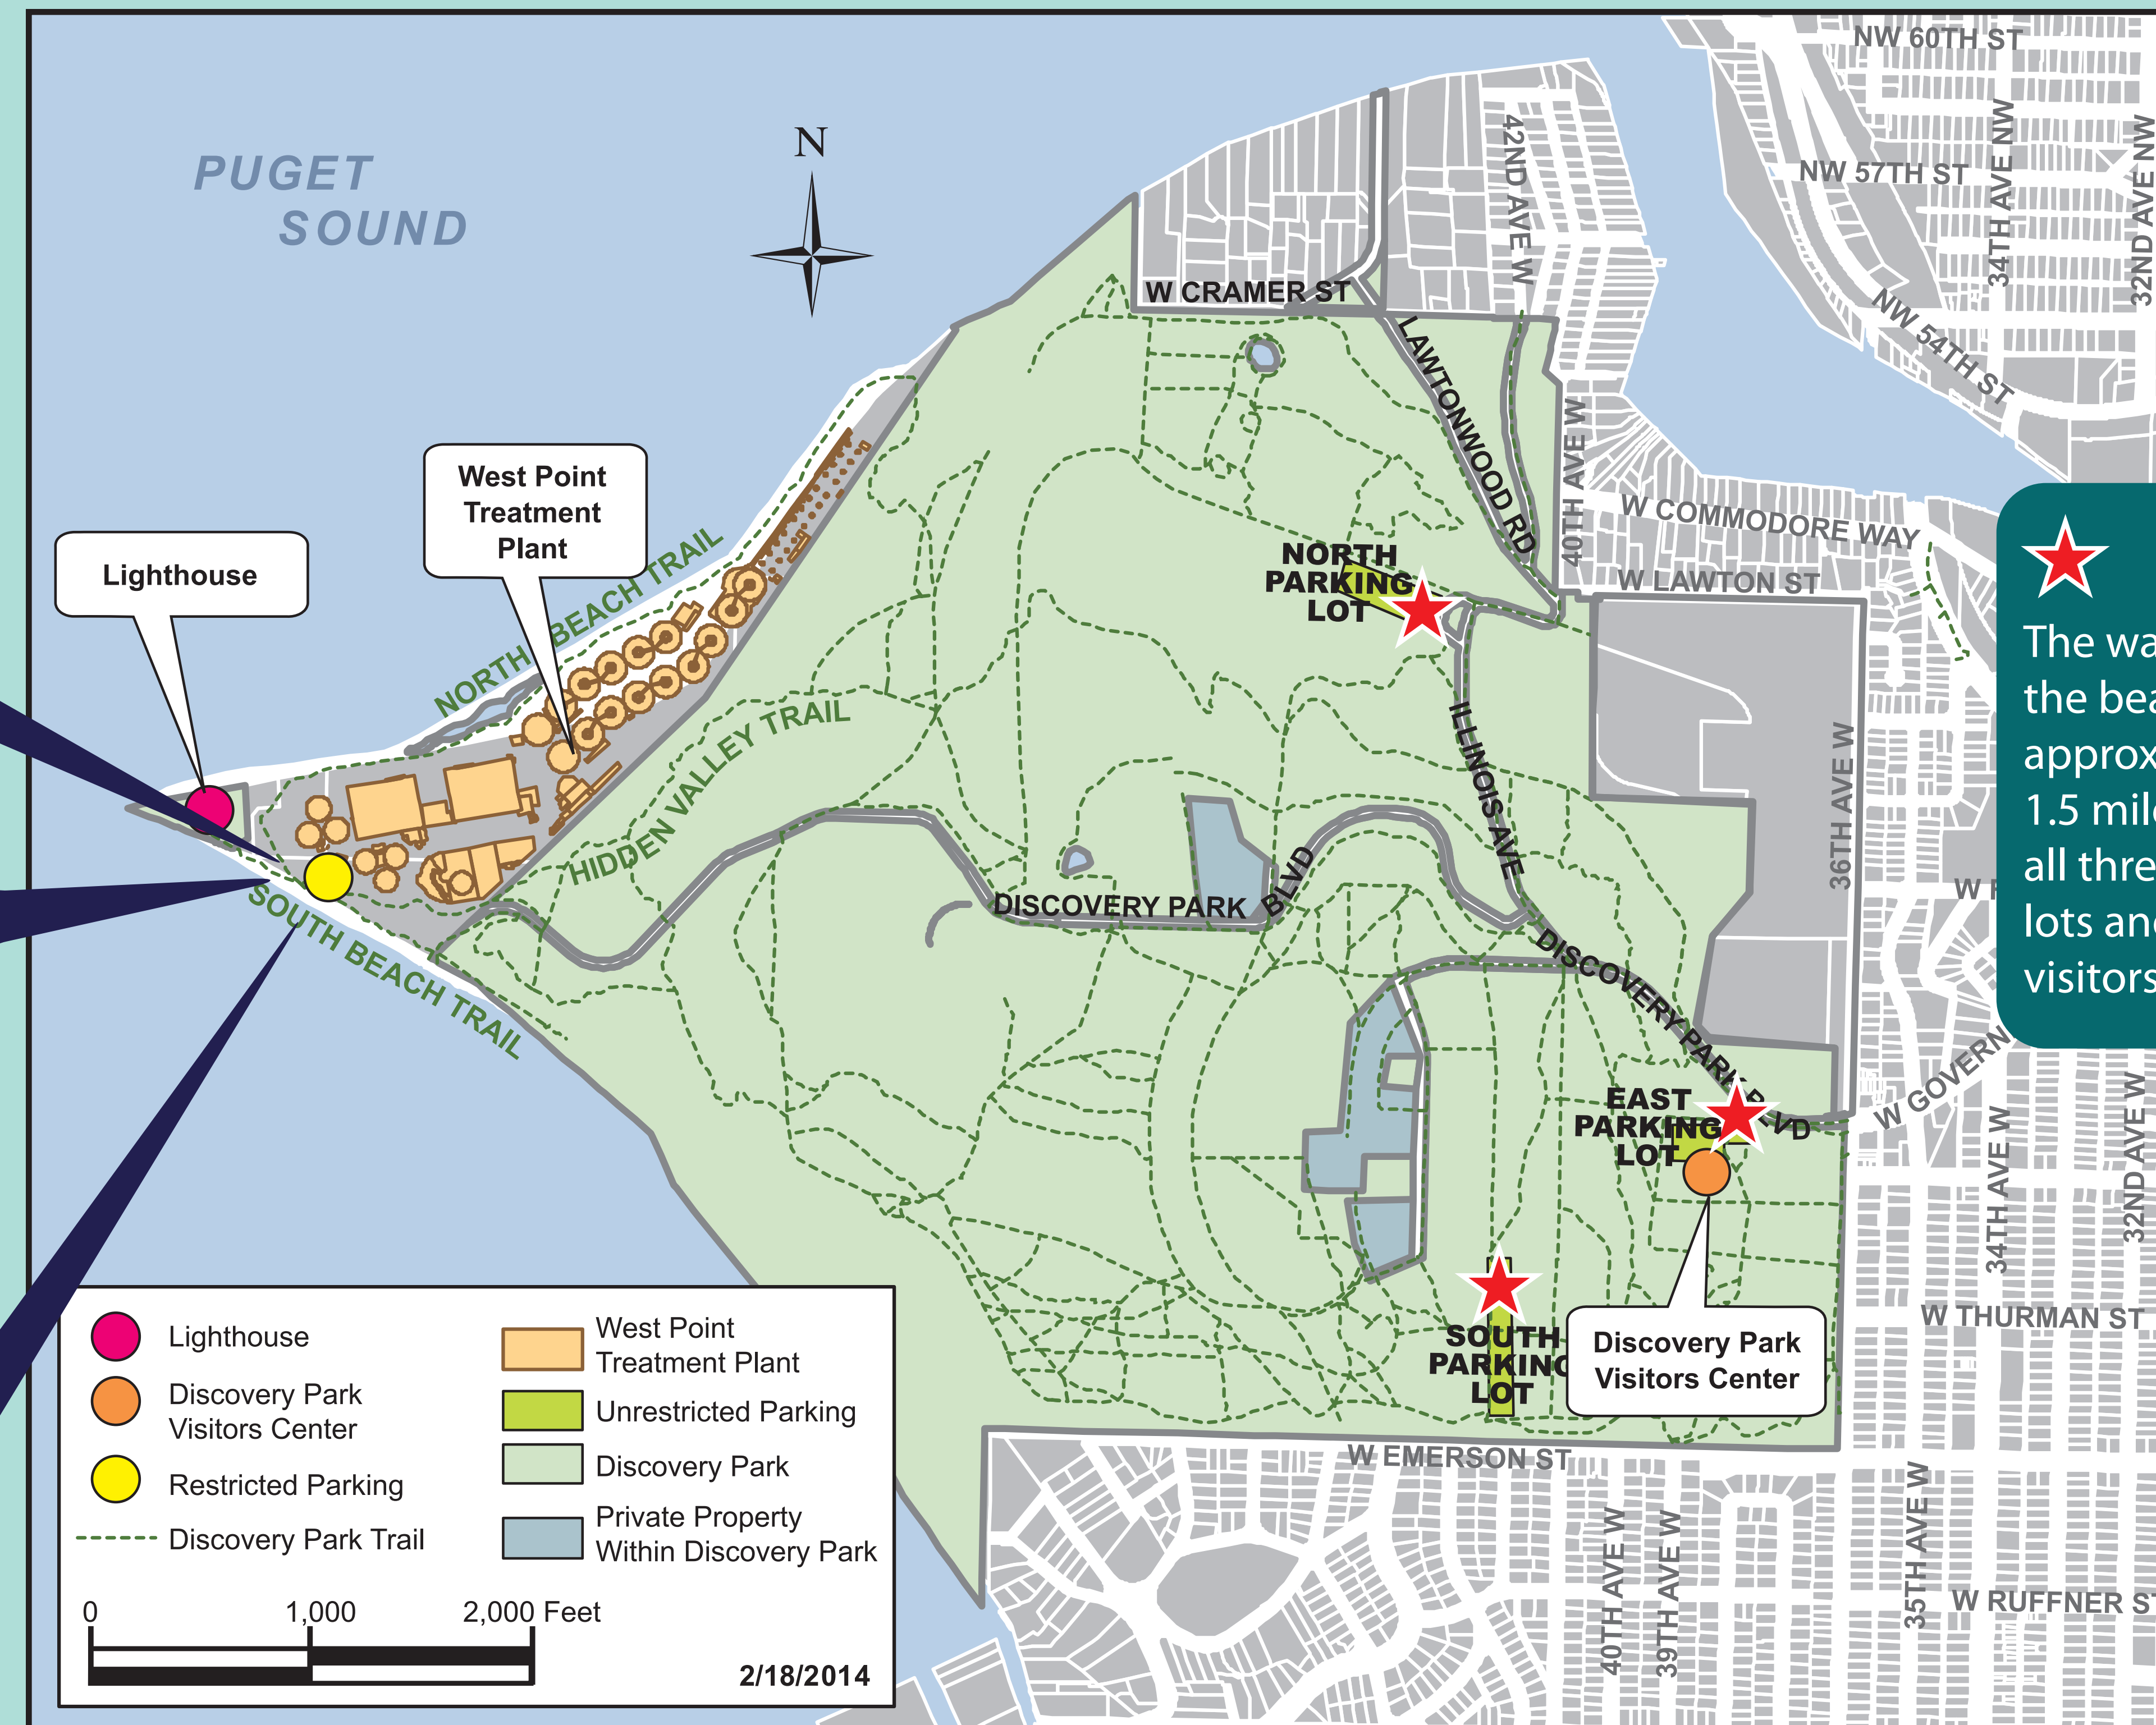 PUGET
SOUND
N
NW 60TH ST
NW 57TH ST
34TH AVE NW
32ND AVE NW
NW 54TH ST
42ND AVE W
W CRAMER ST
LAWTONWOOD RD
40TH AVE W
W COMMODORE WAY
W LAWTON ST
West Point
Treatment
Plant
Lighthouse
NORTH BEACH TRAIL
NORTH
PARKING
LOT
HIDDEN VALLEY TRAIL
ILLINOIS AVE
36TH AVE W
SOUTH BEACH TRAIL
DISCOVERY PARK BLVD
DISCOVERY PARK BLVD
The
the
approx
1.5
all
lots
visitors
W GOVERN
EAST
PARKING
LOT
34TH AVE W
32ND AVE W
W THURMAN ST
SOUTH
PARKING
LOT
Discovery Park
Visitors Center
W EMERSON ST
40TH AVE W
39TH AVE W
35TH AVE W
W RUFFNER ST
Lighthouse
Discovery Park
Visitors Center
Restricted Parking
Discovery Park Trail
West Point
Treatment Plant
Unrestricted Parking
Discovery Park
Private Property
Within Discovery Park
0 1,000 2,000 Feet
2/18/2014